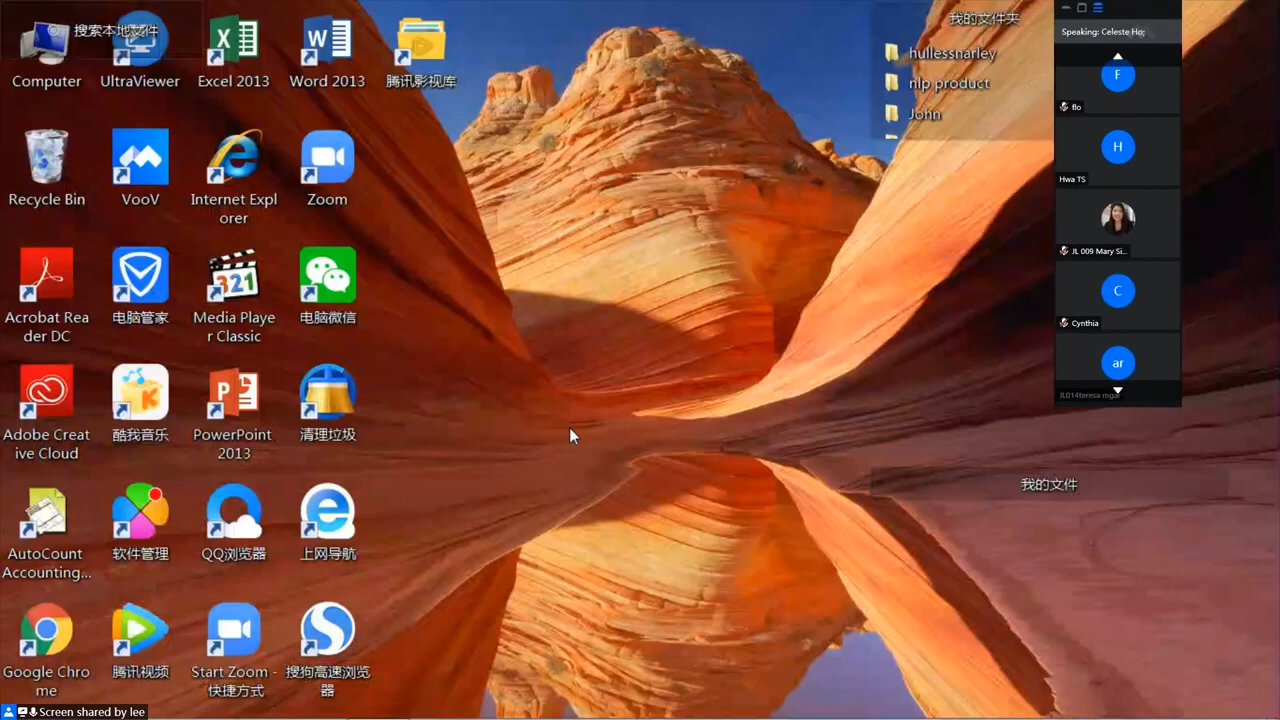 搜索本地文件
Computer
UltraViewer
Excel 2013
Word 2013
腾讯影视库
Recycle Bin
VooV
Internet Expl
orer
Zoom
Acrobat Rea
der DC
电脑管家
Media Playe
r Classic
电脑微信
Adobe Creat
ive Cloud
酷我音乐
PowerPoint
2013
清理垃圾
AutoCount
Accounting...
软件管理
QQ浏览器
上网导航
Google Chro
me
腾讯视频
Start Zoom -
快捷方式
搜狗高速浏览
器
Screen shared by lee
我的文件夹
hullessnarley
nlp product
John
我的文件
Speaking: Celeste Ho;
F
flo
H
Hwa TS
JL 009 Mary Si...
C
Cynthia
ar
JL014teresa mgar
321